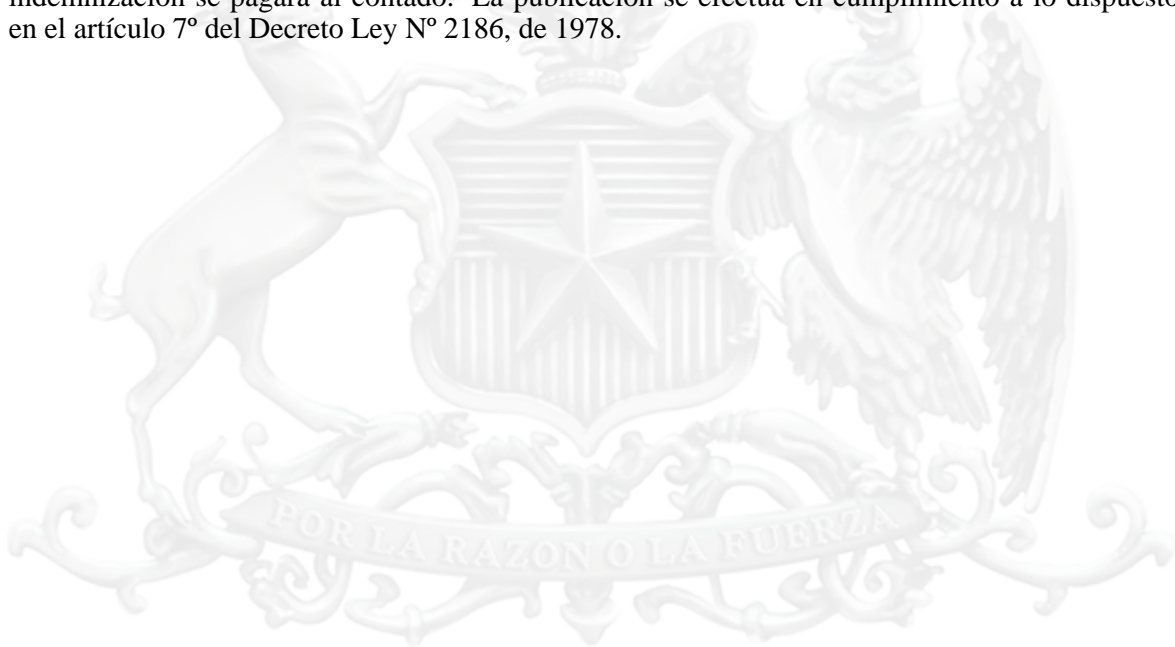 indemnización se pagará al contado. La publicación se efectúa en cumplimiento a lo dispuesto
en el artículo 7º del Decreto Ley Nº 2186, de 1978.
POR LA RAZON O LA FUERZA